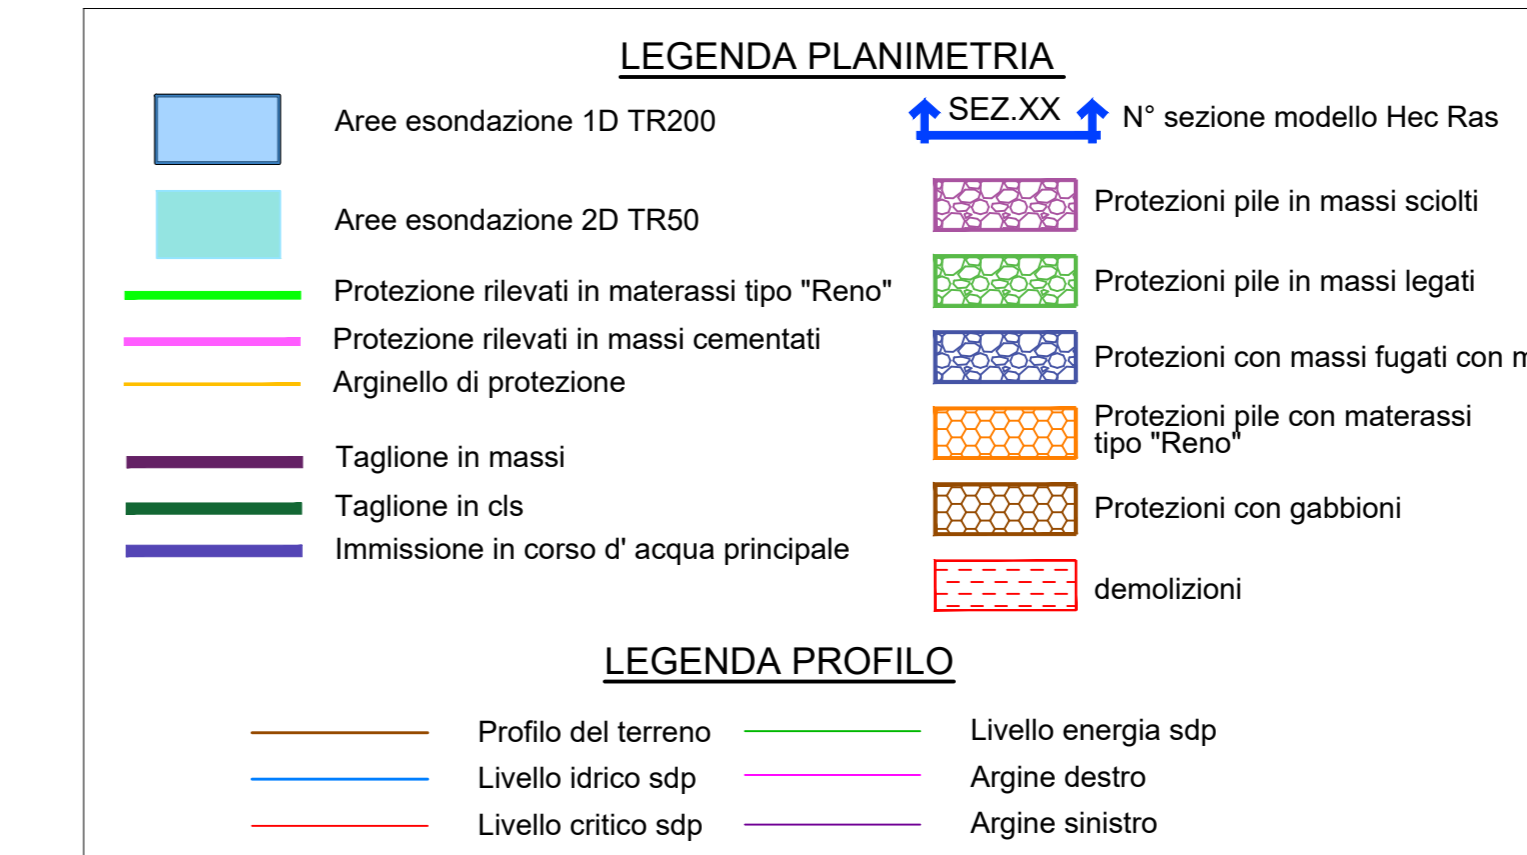 LEGENDA PLANIMETRIA
Aree esondazione 1D TR200
Aree esondazione 2D TR50
Protezione rilevati in materassi tipo "Reno"
Protezione rilevati in massi cementati
Arginello di protezione
Taglione in massi
Taglione in cls
Immissione in corso d' acqua principale
SEZ.XX
N° sezione modello Hec Ras
Protezioni pile in massi sciolti
Protezioni pile in massi legati
Protezioni con massi fugati con
Protezioni pile con materassi
tipo "Reno"
Protezioni con gabbioni
demolizioni
LEGENDA PROFILO
Profilo del terreno
Livello idrico sdp
Livello critico sdp
Livello energia sdp
Argine destro
Argine sinistro